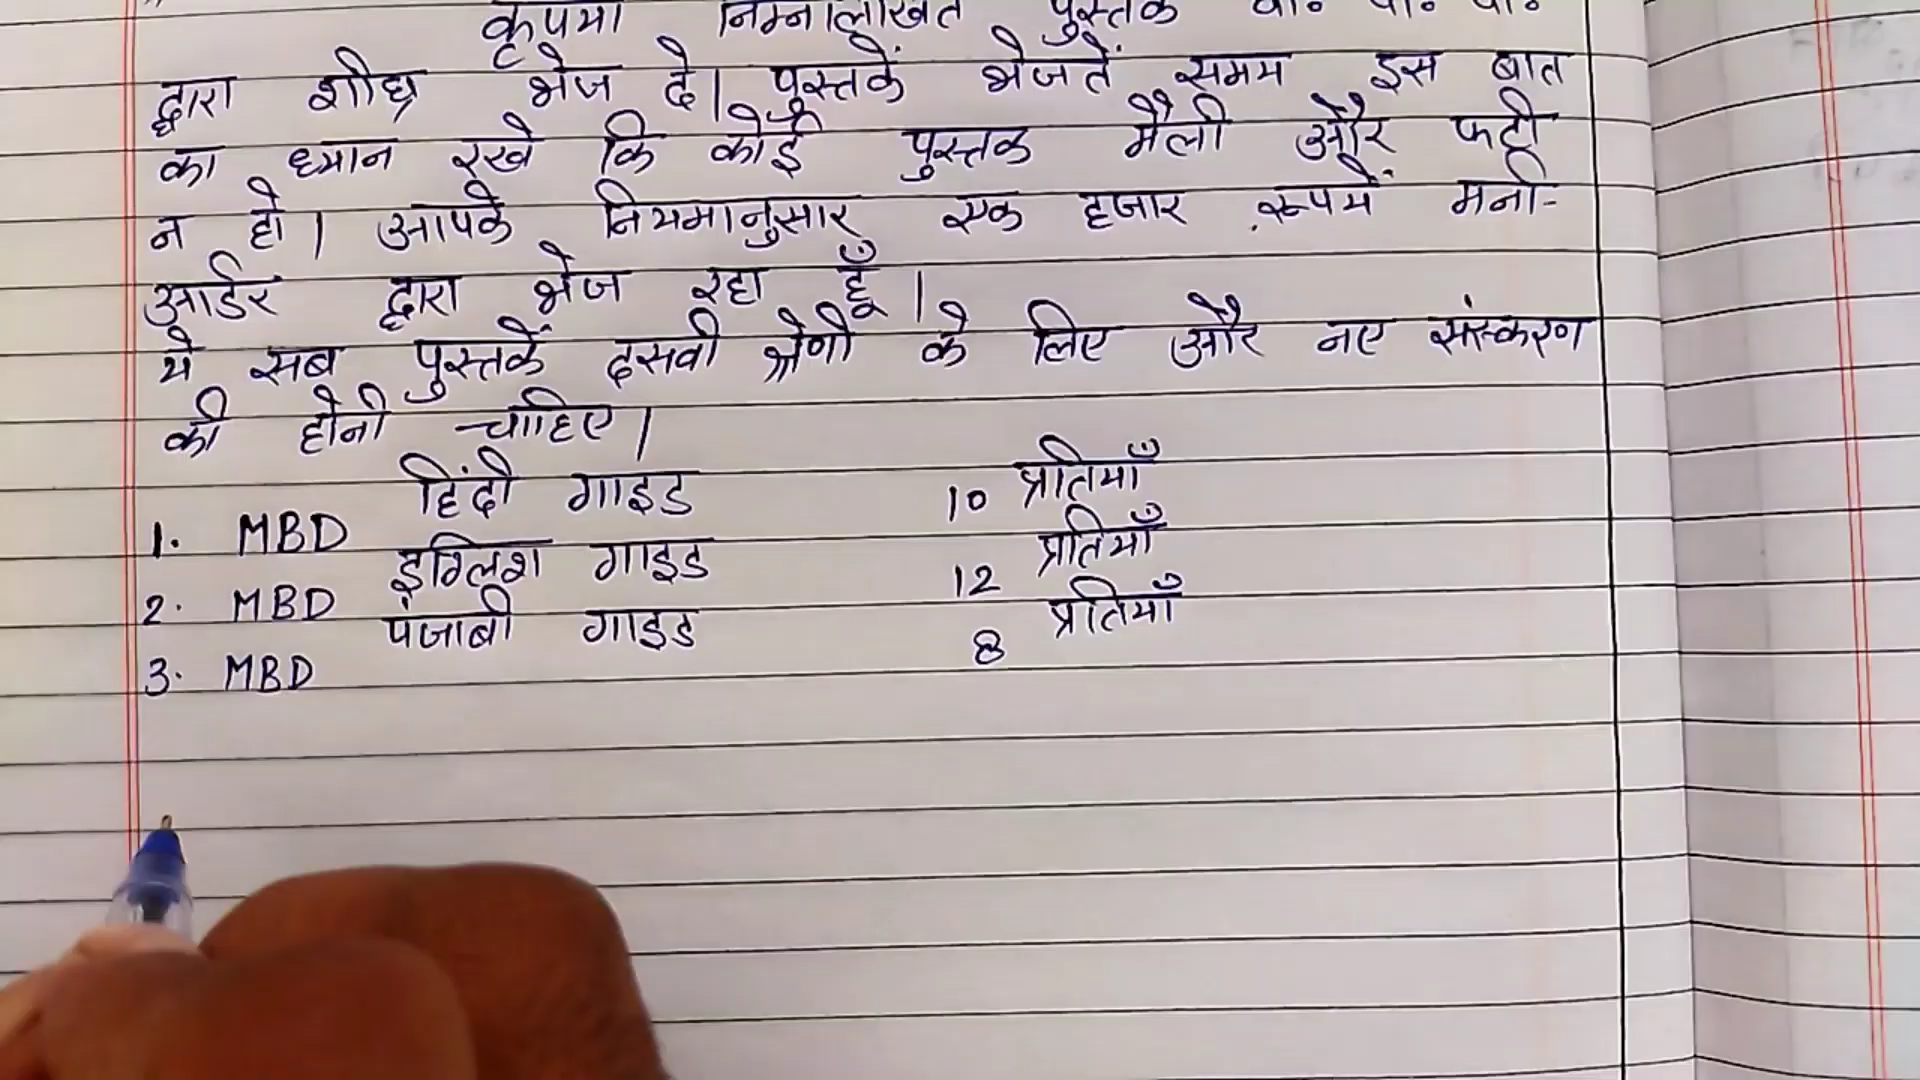 कृपया निम्नलिखित पुस्तकें वी० पी० पी०
द्वारा शीघ्र भेज दे। पुस्तकें भेजतें समय इस बात
का ध्यान रखे कि कोई पुस्तक मैली और फटी
न हो। आपके नियमानुसार एक हजार रूपयें मनी-
आर्डर द्वारा भेज रहा हूँ।
ये सब पुस्तकें दसवी श्रेणी के लिए और नए संस्करण
की होनी चाहिए।
1. MBD हिंदी गाइड 10 प्रतियाँ
2. MBD इग्लिश गाइड 12 प्रतियाँ
3. MBD पंजाबी गाइड 8 प्रतियाँ